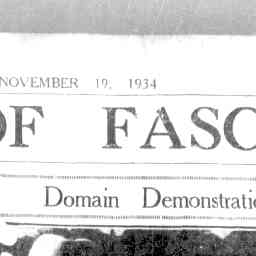 NOVEMBER 19, 1934
OF FASC
Domain Demonstratio